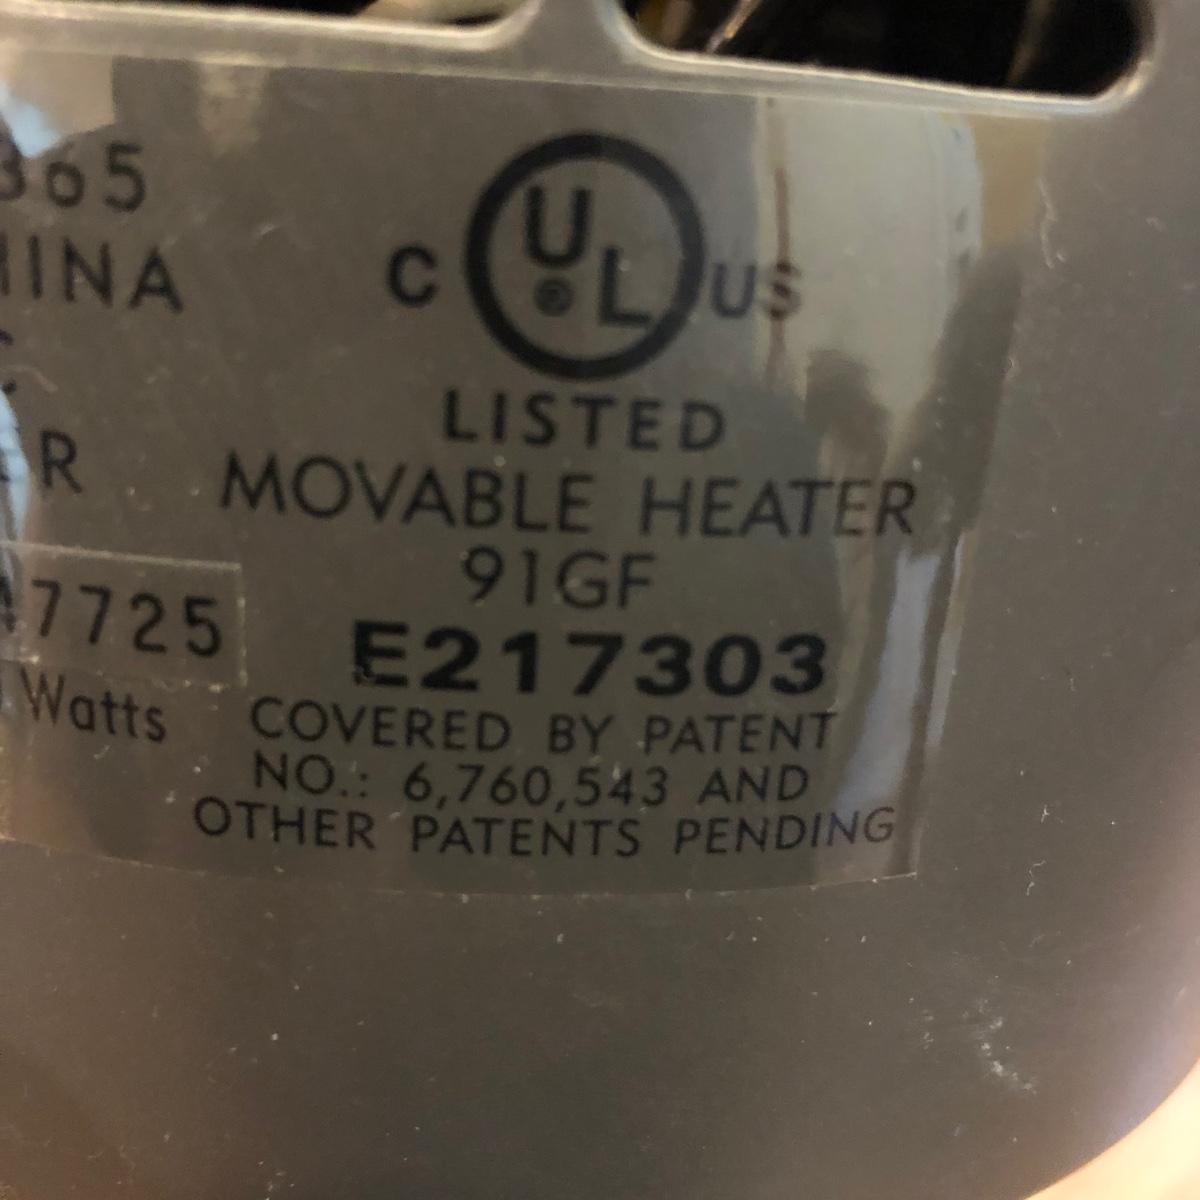 365
C UL® US
LISTED
MOVABLE HEATER
91GF
E217303
COVERED BY PATENT
NO.: 6,760,543 AND
OTHER PATENTS PENDING
7725
Watts